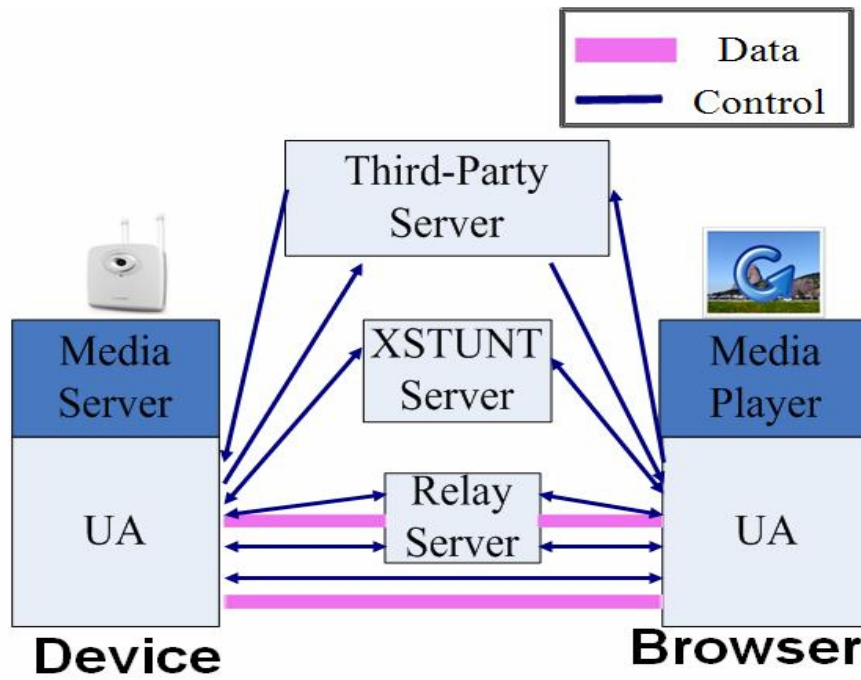 Data
Control
Third-Party
Server
Media
Server
XSTUNT
Server
Media
Player
UA
Relay
Server
UA
Device
Browser